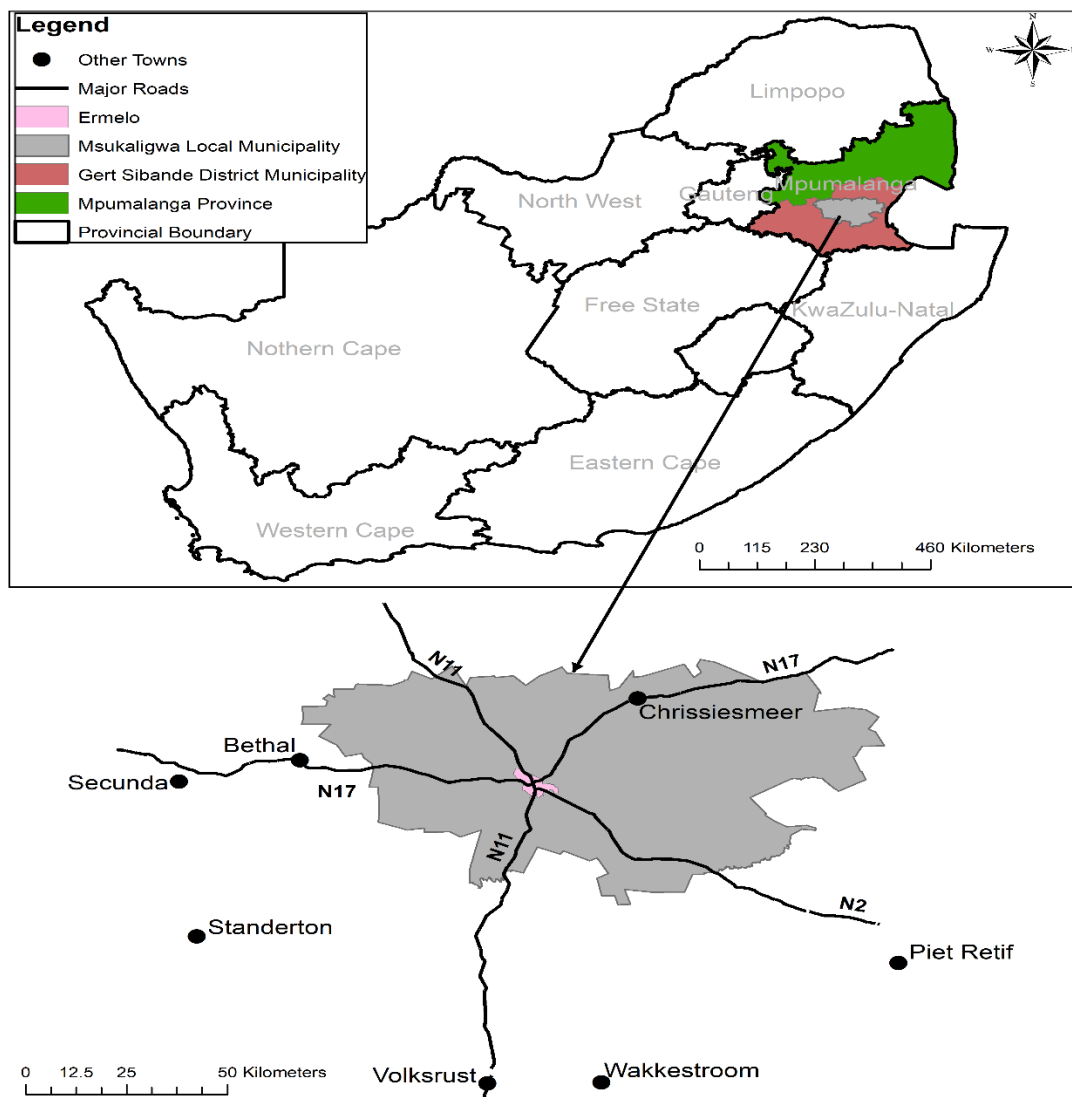 Legend
Other Towns
Major Roads
Ermelo
Msukaligwa Local Municipality
Gert Sibande District Municipality
Mpumalanga Province
Provincial Boundary
N
W
S
Limpopo
North West
Gauteng
Mpumalanga
Free State
KwaZulu-Natal
Nothern Cape
Eastern Cape
Western Cape
0 115 230 460 Kilometers
N11
N17
Chrissiesmeer
Bethal
Secunda
N17
N11
N2
Standerton
Piet Retif
0 12.5 25 50 Kilometers
Volksrust
Wakkestroom